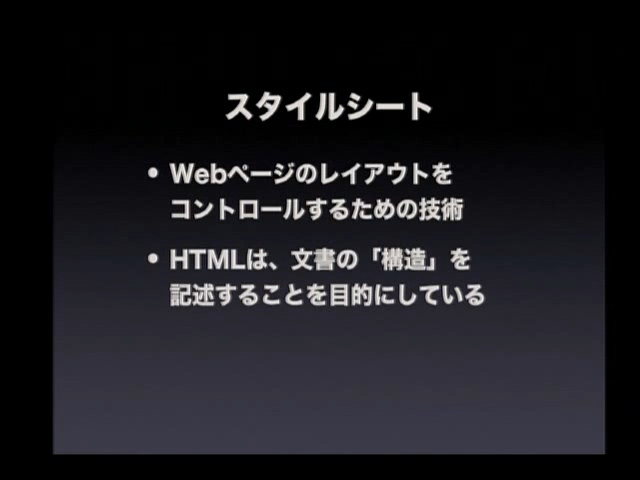 スタイルシート
• Webページのレイアウトを
コントロールするための技術
• HTMLは、文書の「構造」を
記述することを目的にしている